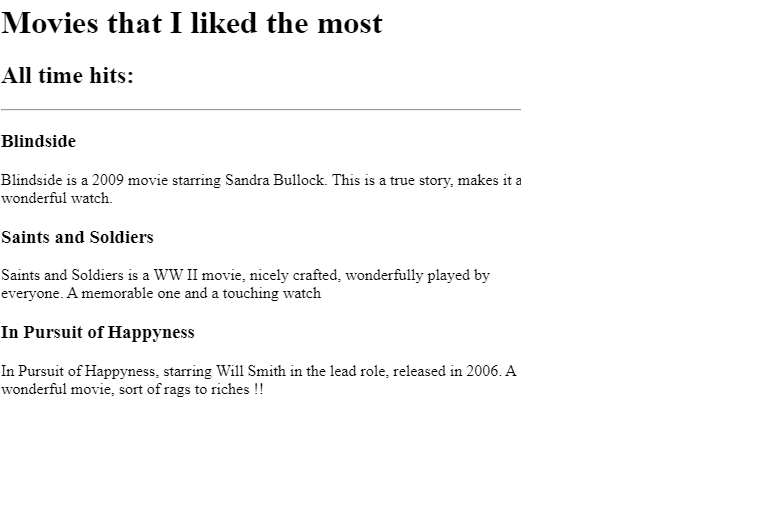 Movies that I liked the most
All time hits:
Blindside
Blindside is a 2009 movie starring Sandra Bullock. This is a true story, makes it a
wonderful watch.
Saints and Soldiers
Saints and Soldiers is a WW II movie, nicely crafted, wonderfully played by
everyone. A memorable one and a touching watch
In Pursuit of Happyness
In Pursuit of Happyness, starring Will Smith in the lead role, released in 2006. A
wonderful movie, sort of rags to riches !!